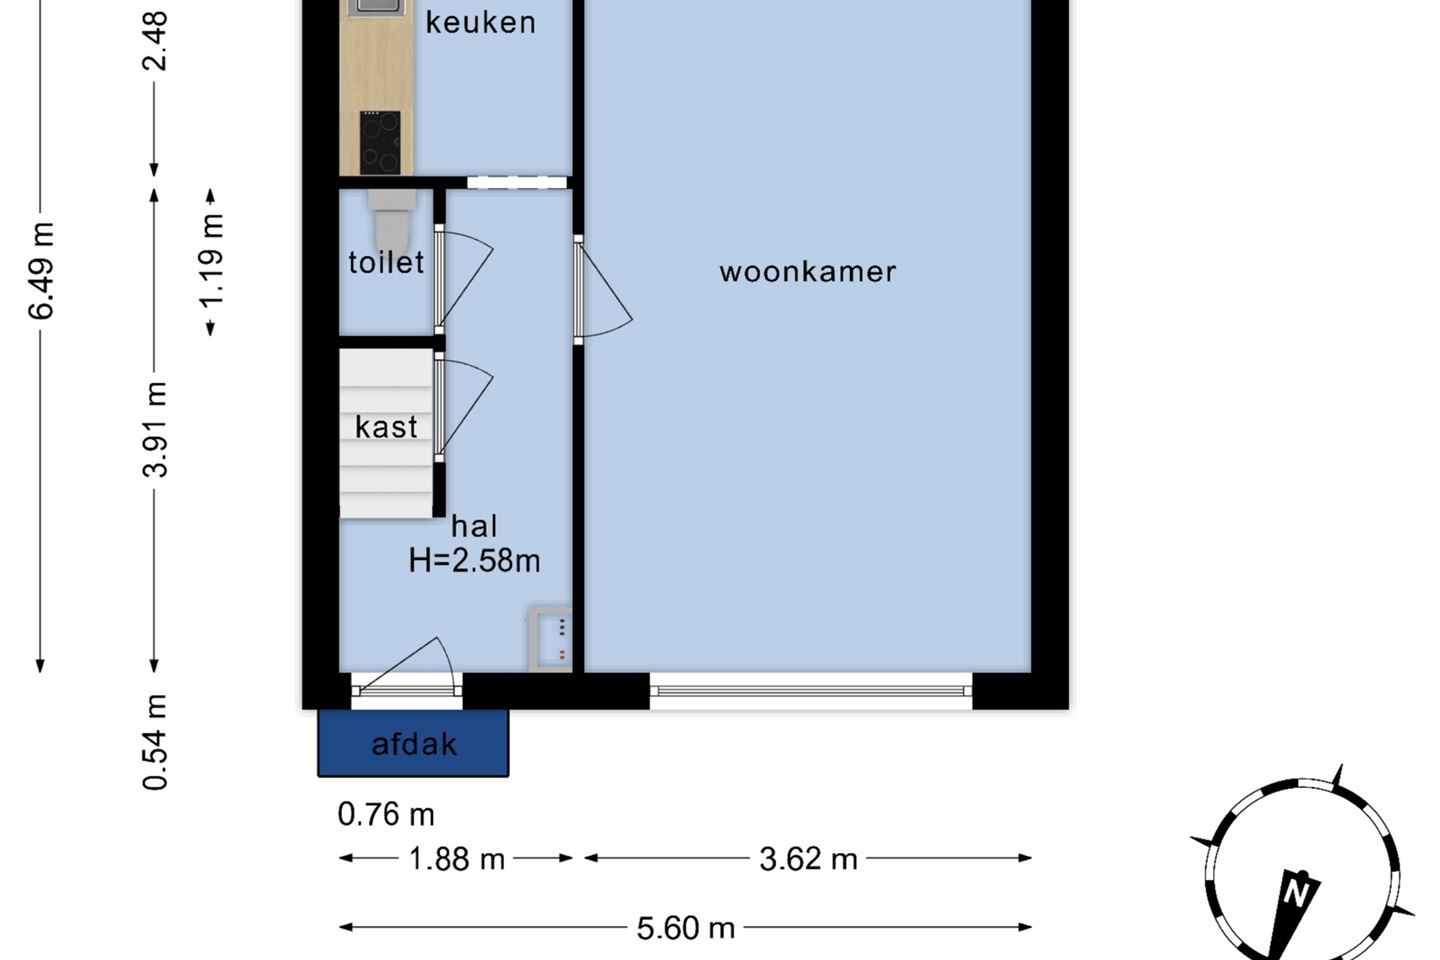 2.48
keuken
1.19 m
6.49 m
toilet
woonkamer
3.91 m
kast
hal
H=2.58m
0.54 m
afdak
0.76 m
1.88 m
3.62 m
5.60 m
N